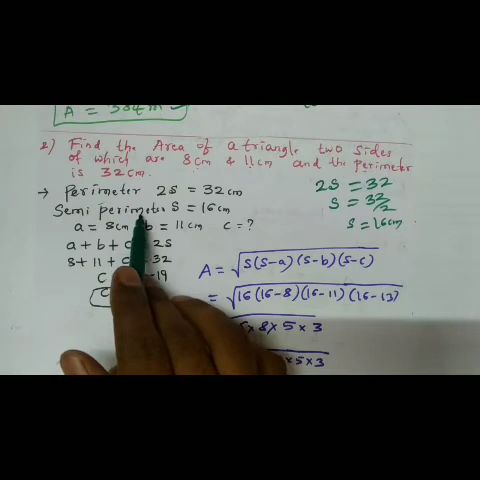 A =
2) Find the Area of a triangle two sides
of which are 8cm & 11cm and the perimeter
is 32cm.
→ Perimeter 2S = 32cm
Semi perimeter S = 16cm
a = 8cm b = 11cm c = ?
a + b + c 2S
8 + 11 + 32
C -19
C
2S = 32
S = 32/2
S = 16cm
A = √S(S-a)(S-b)(S-c)
= √16(16-8)(16-11)(16-13)
× 8 × 5 × 3
× 5 × 3